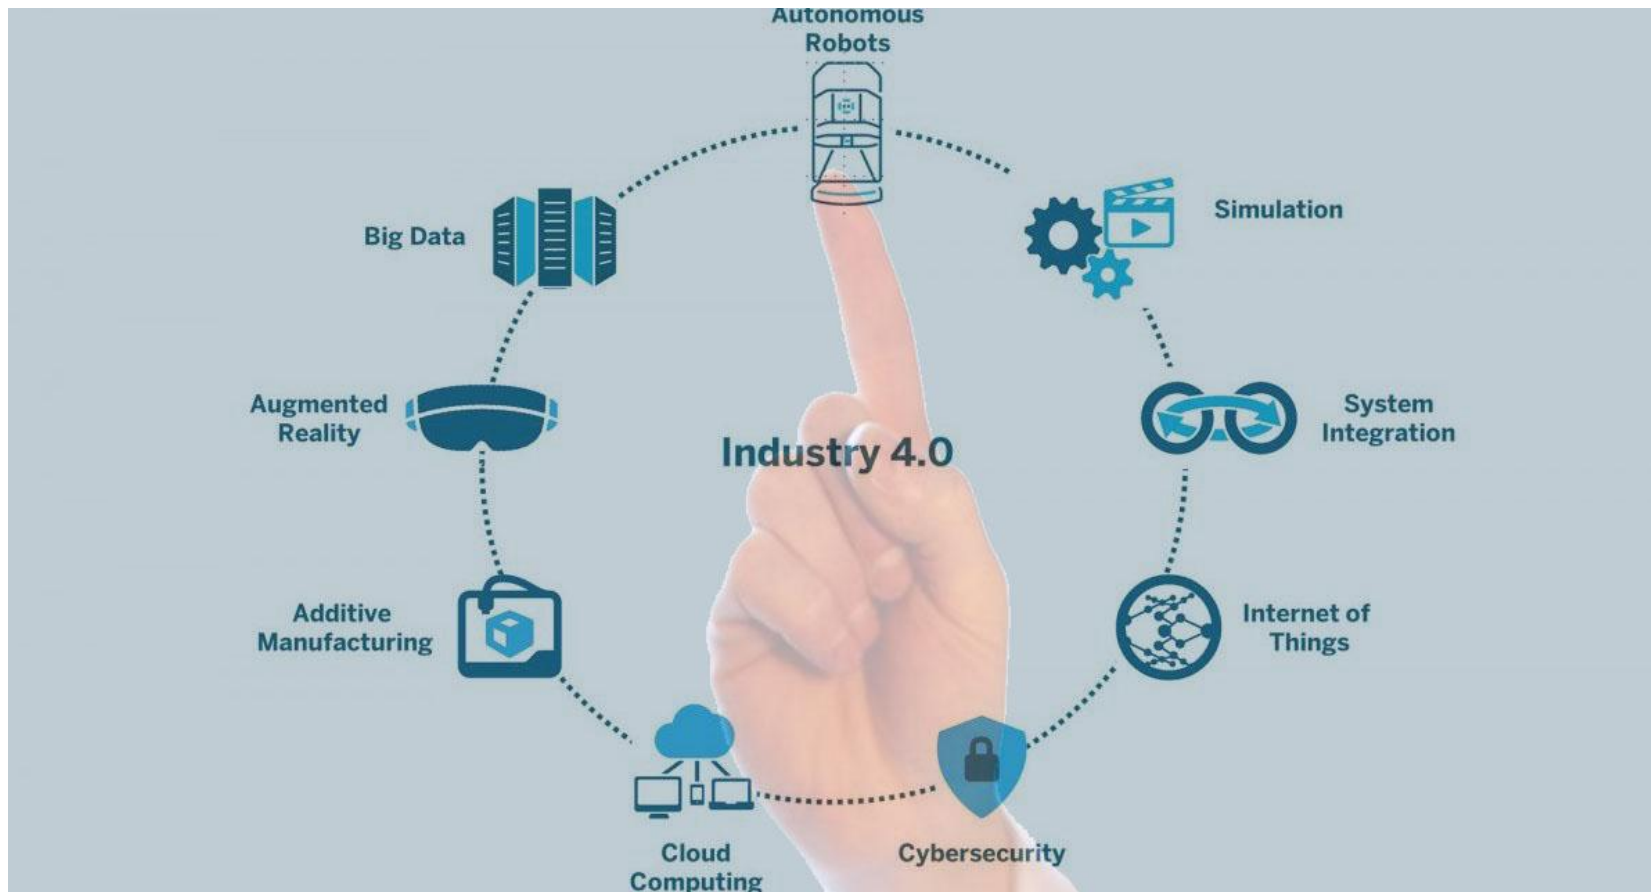 Autonomous
Robots
Simulation
Big Data
Augmented
Reality
System
Integration
Industry 4.0
Additive
Manufacturing
Internet of
Things
Cloud
Computing
Cybersecurity